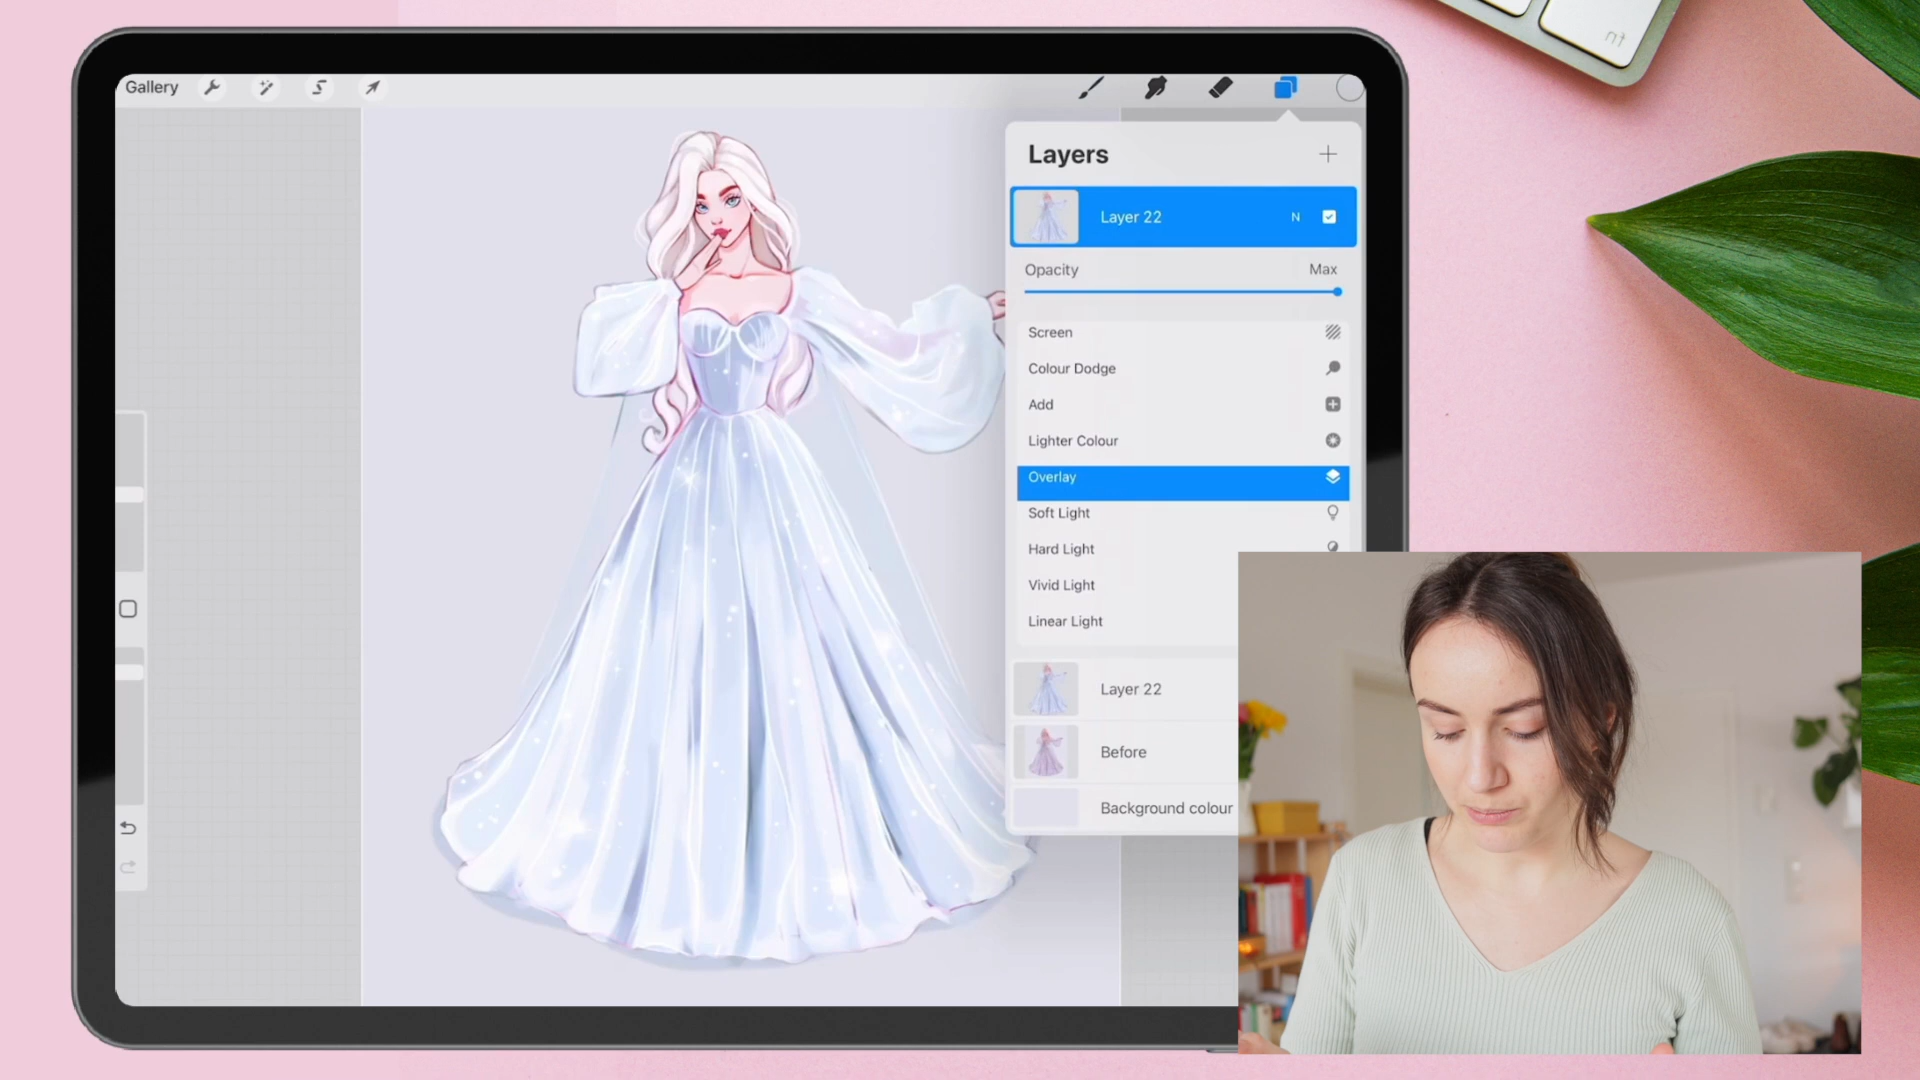 Gallery
Layers
Layer 22 N
Opacity Max
Screen
Colour Dodge
Add
Lighter Colour
Overlay
Soft Light
Hard Light
Vivid Light
Linear Light
Layer 22
Before
Background colour